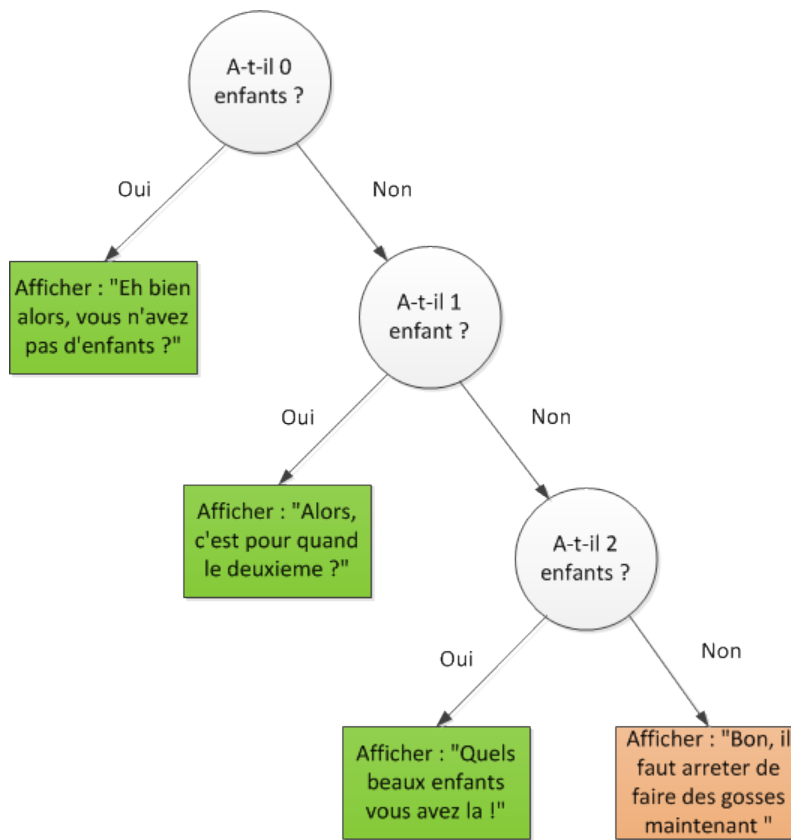 A-t-il 0
enfants ?
Oui
Non
Afficher : "Eh bien
alors, vous n'avez
pas d'enfants ?"
A-t-il 1
enfant ?
Oui
Non
Afficher : "Alors,
c'est pour quand
le deuxieme ?"
A-t-il 2
enfants ?
Oui
Non
Afficher : "Quels
beaux enfants
vous avez la !"
Afficher : "Bon, il
faut arreter de
faire des gosses
maintenant "